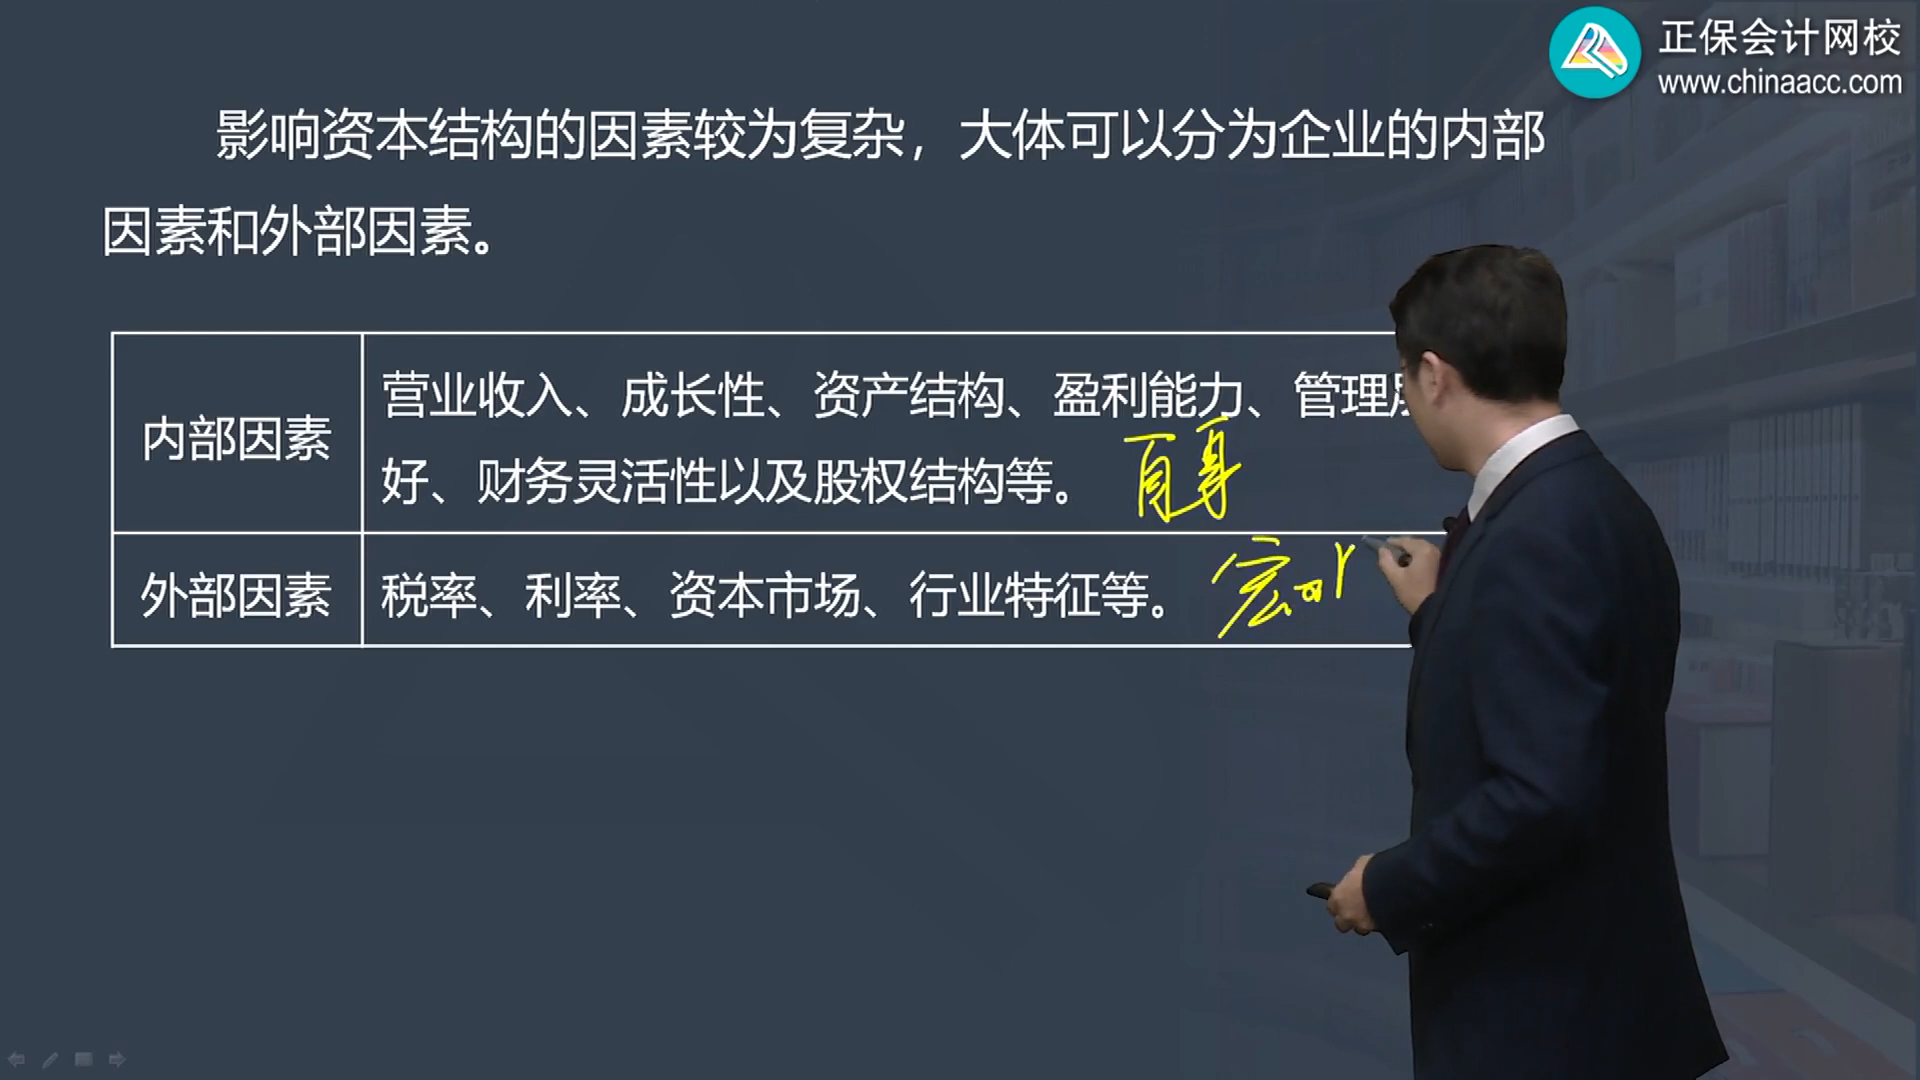 正保会计网校
www.chinaacc.com
影响资本结构的因素较为复杂，大体可以分为企业的内部
因素和外部因素。
内部因素
营业收入、成长性、资产结构、盈利能力、管理
好、财务灵活性以及股权结构等。
自身
外部因素
税率、利率、资本市场、行业特征等。
宏